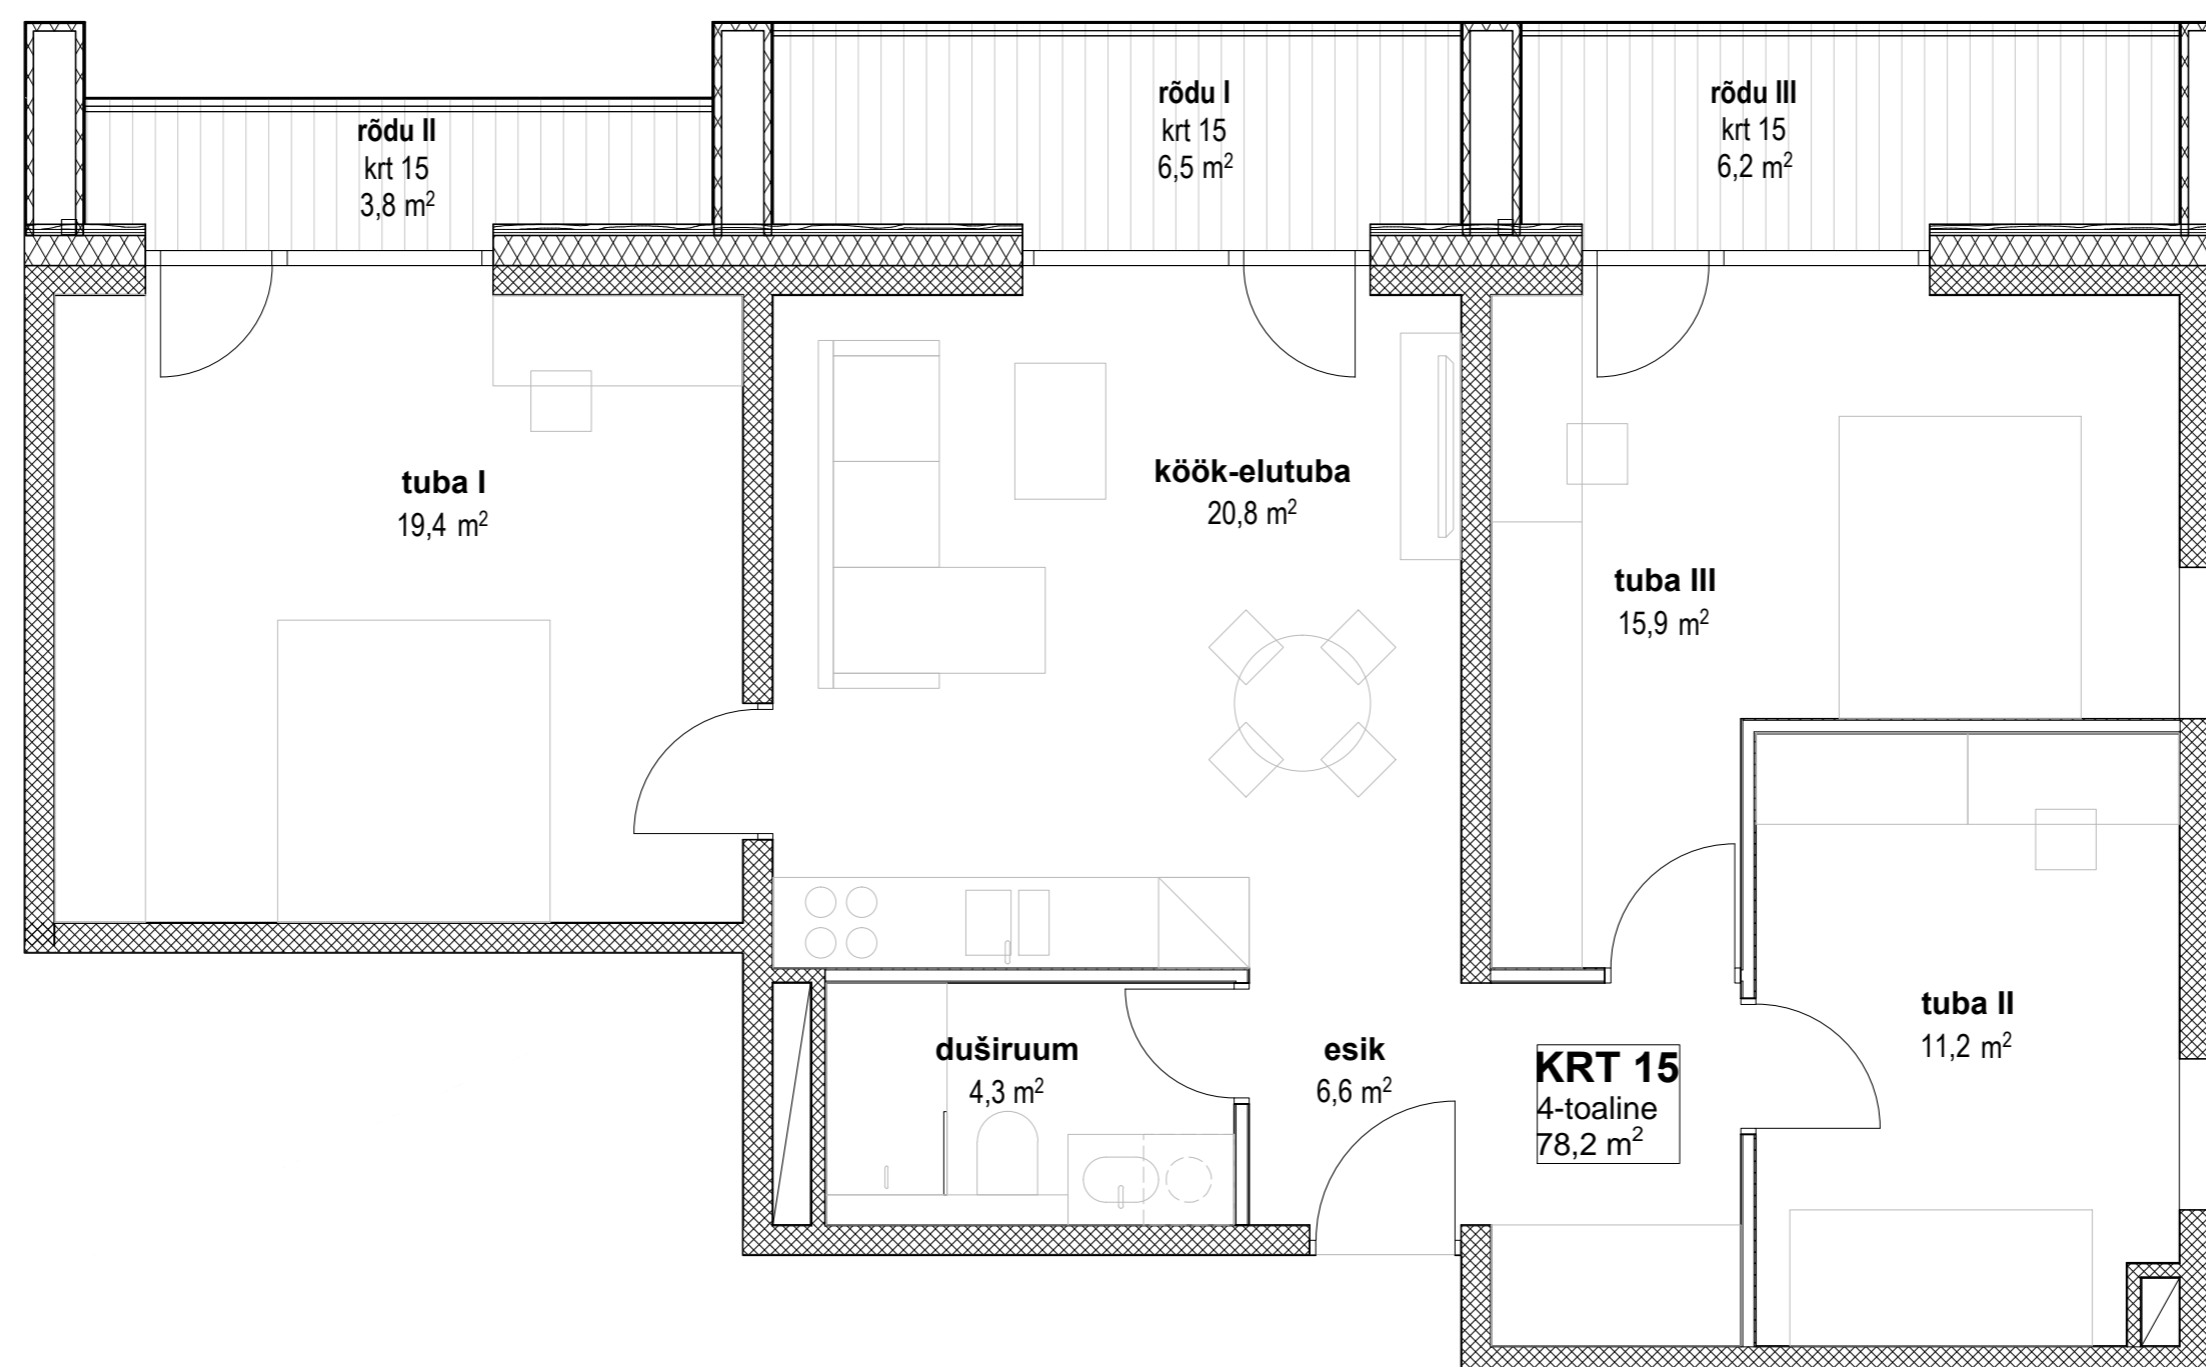 rõdu II
krt 15
3,8 m²
rõdu I
krt 15
6,5 m²
rõdu III
krt 15
6,2 m²
tuba I
19,4 m²
köök-elutuba
20,8 m²
tuba III
15,9 m²
duširuum
4,3 m²
esik
6,6 m²
KRT 15
4-toaline
78,2 m²
tuba II
11,2 m²